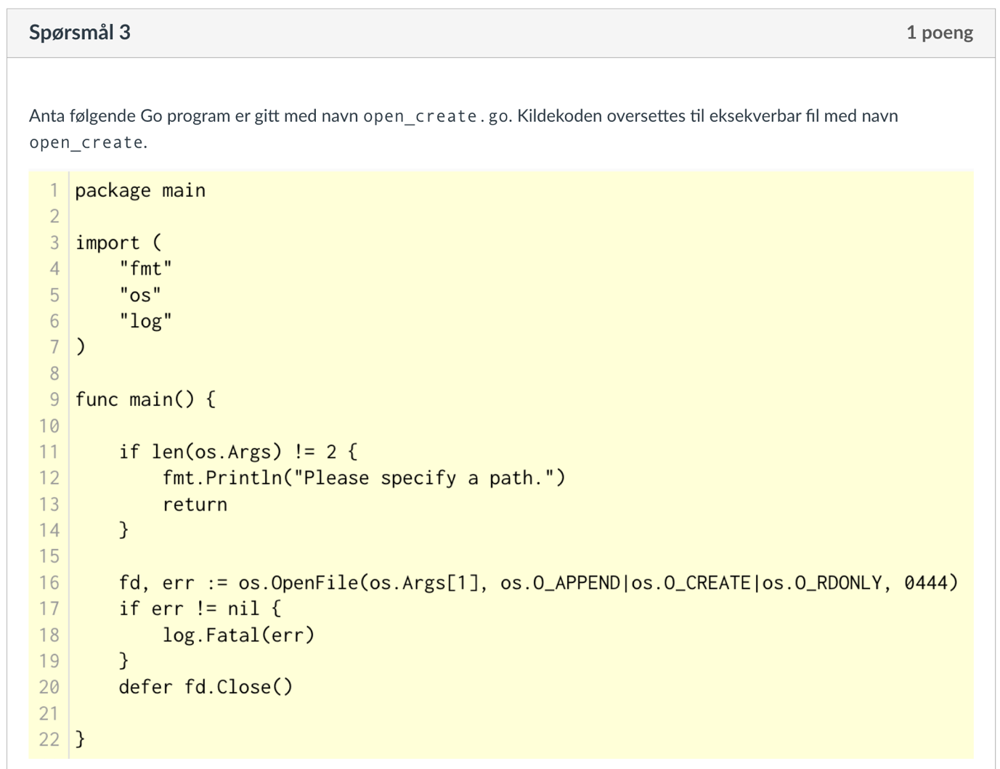 Spørsmål 3
1 poeng
Anta følgende Go program er gitt med navn open_create.go. Kildekoden oversettes til eksekverbar fil med navn
open_create.
1 package main
2
3 import (
4     "fmt"
5     "os"
6     "log"
7 )
8
9 func main() {
10
11     if len(os.Args) != 2 {
12         fmt.Println("Please specify a path.")
13         return
14     }
15
16     fd, err := os.OpenFile(os.Args[1], os.O_APPEND|os.O_CREATE|os.O_RDONLY, 0444)
17     if err != nil {
18         log.Fatal(err)
19     }
20     defer fd.Close()
21
22 }